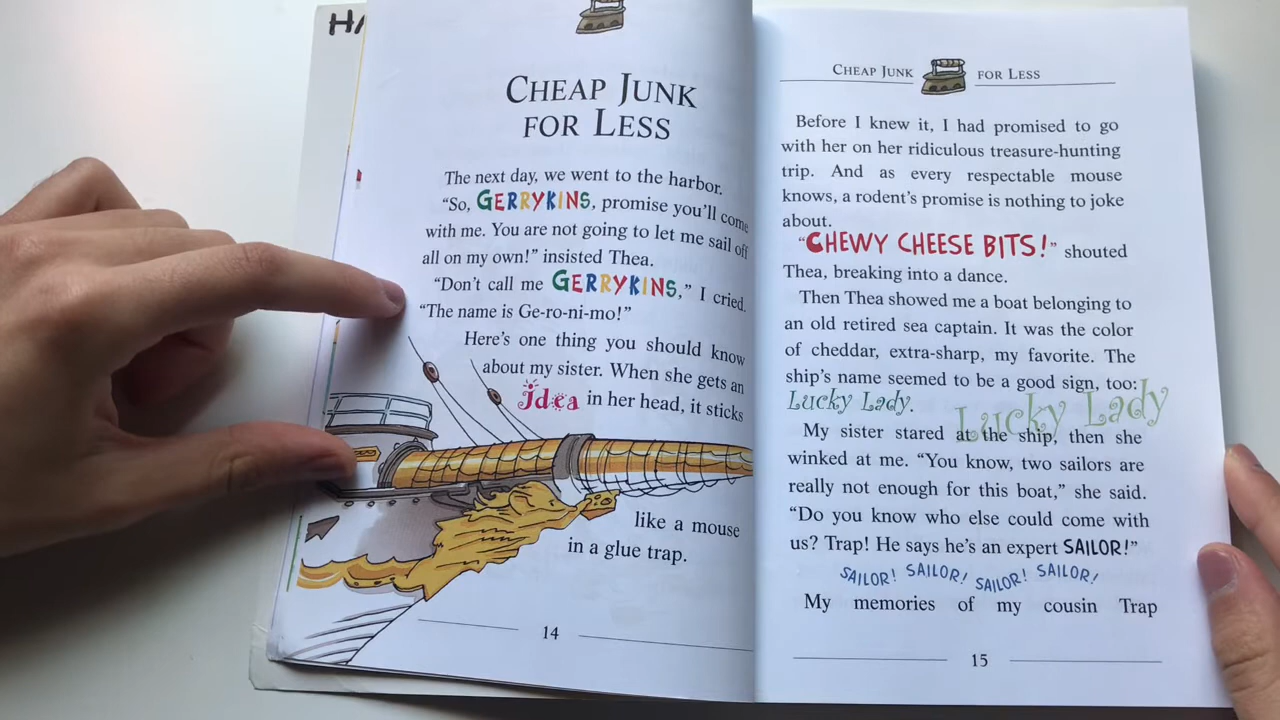 HA
CHEAP JUNK
FOR LESS
The next day, we went to the harbor.
“So, GERRYKINS, promise you’ll come
with me. You are not going to let me sail off
all on my own!” insisted Thea.
“Don’t call me GERRYKINS,” I cried.
“The name is Ge-ro-ni-mo!”
Here’s one thing you should know
about my sister. When she gets an
idea in her head, it sticks
like a mouse
in a glue trap.
14
CHEAP JUNK FOR LESS
Before I knew it, I had promised to go
with her on her ridiculous treasure-hunting
trip. And as every respectable mouse
knows, a rodent’s promise is nothing to joke
about.
“CHEWY CHEESE BITS!” shouted
Thea, breaking into a dance.
Then Thea showed me a boat belonging to
an old retired sea captain. It was the color
of cheddar, extra-sharp, my favorite. The
ship’s name seemed to be a good sign, too:
Lucky Lady.
Lucky Lady
My sister stared at the ship, then she
winked at me. “You know, two sailors are
really not enough for this boat,” she said.
“Do you know who else could come with
us? Trap! He says he’s an expert SAILOR!”
SAILOR! SAILOR! SAILOR! SAILOR!
My memories of my cousin Trap
15